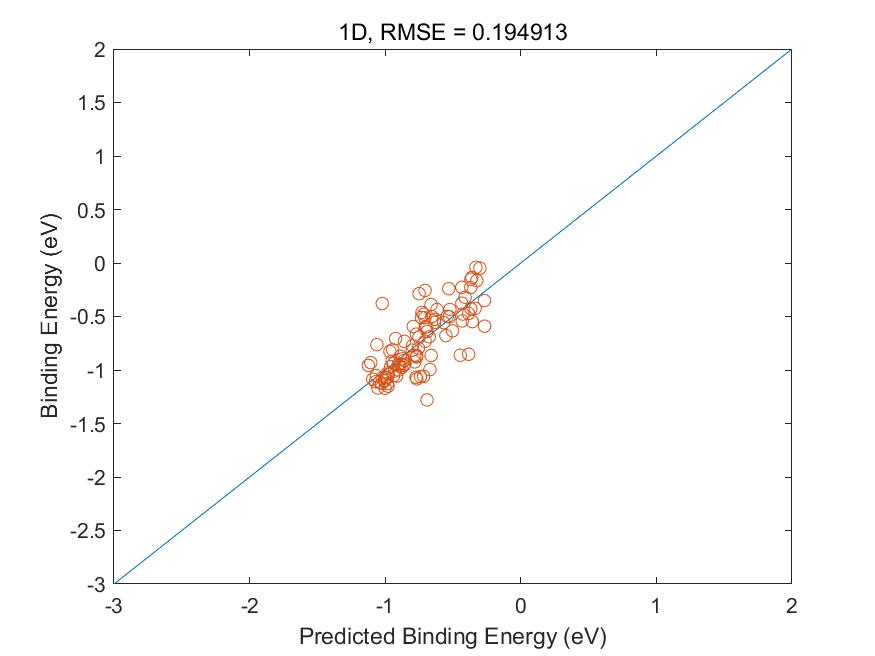 1D, RMSE = 0.194913
2
1.5
1
0.5
0
-0.5
-1
-1.5
-2
-2.5
-3
Binding Energy (eV)
-3 -2 -1 0 1 2
Predicted Binding Energy (eV)